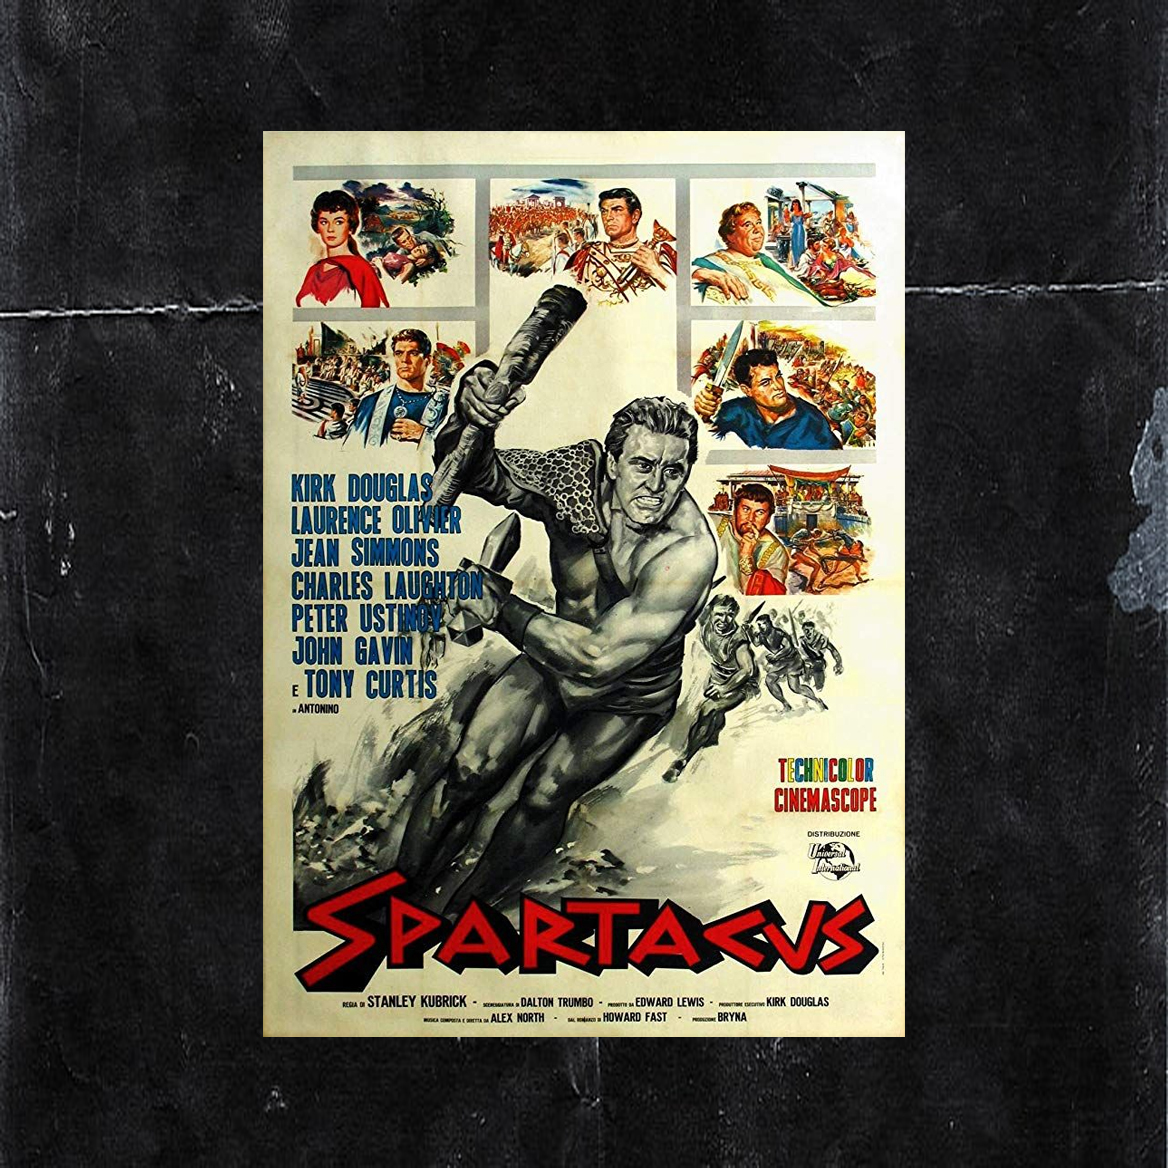 KIRK DOUGLAS
LAURENCE OLIVIER
JEAN SIMMONS
CHARLES LAUGHTON
PETER USTINOV
JOHN GAVIN
E TONY CURTIS
IN ANTONINO
TECHNICOLOR
CINEMASCOPE
DISTRIBUZIONE
Universal
International
SPARTACUS
REGIA DI STANLEY KUBRICK - SCENEGGIATURA DI DALTON TRUMBO - PRODOTTO DA EDWARD LEWIS - PRODUTTORE ESECUTIVO KIRK DOUGLAS
MUSICA COMPOSTA E DIRETTA DA ALEX NORTH - DAL ROMANZO DI HOWARD FAST - PRODUZIONE BRYNA